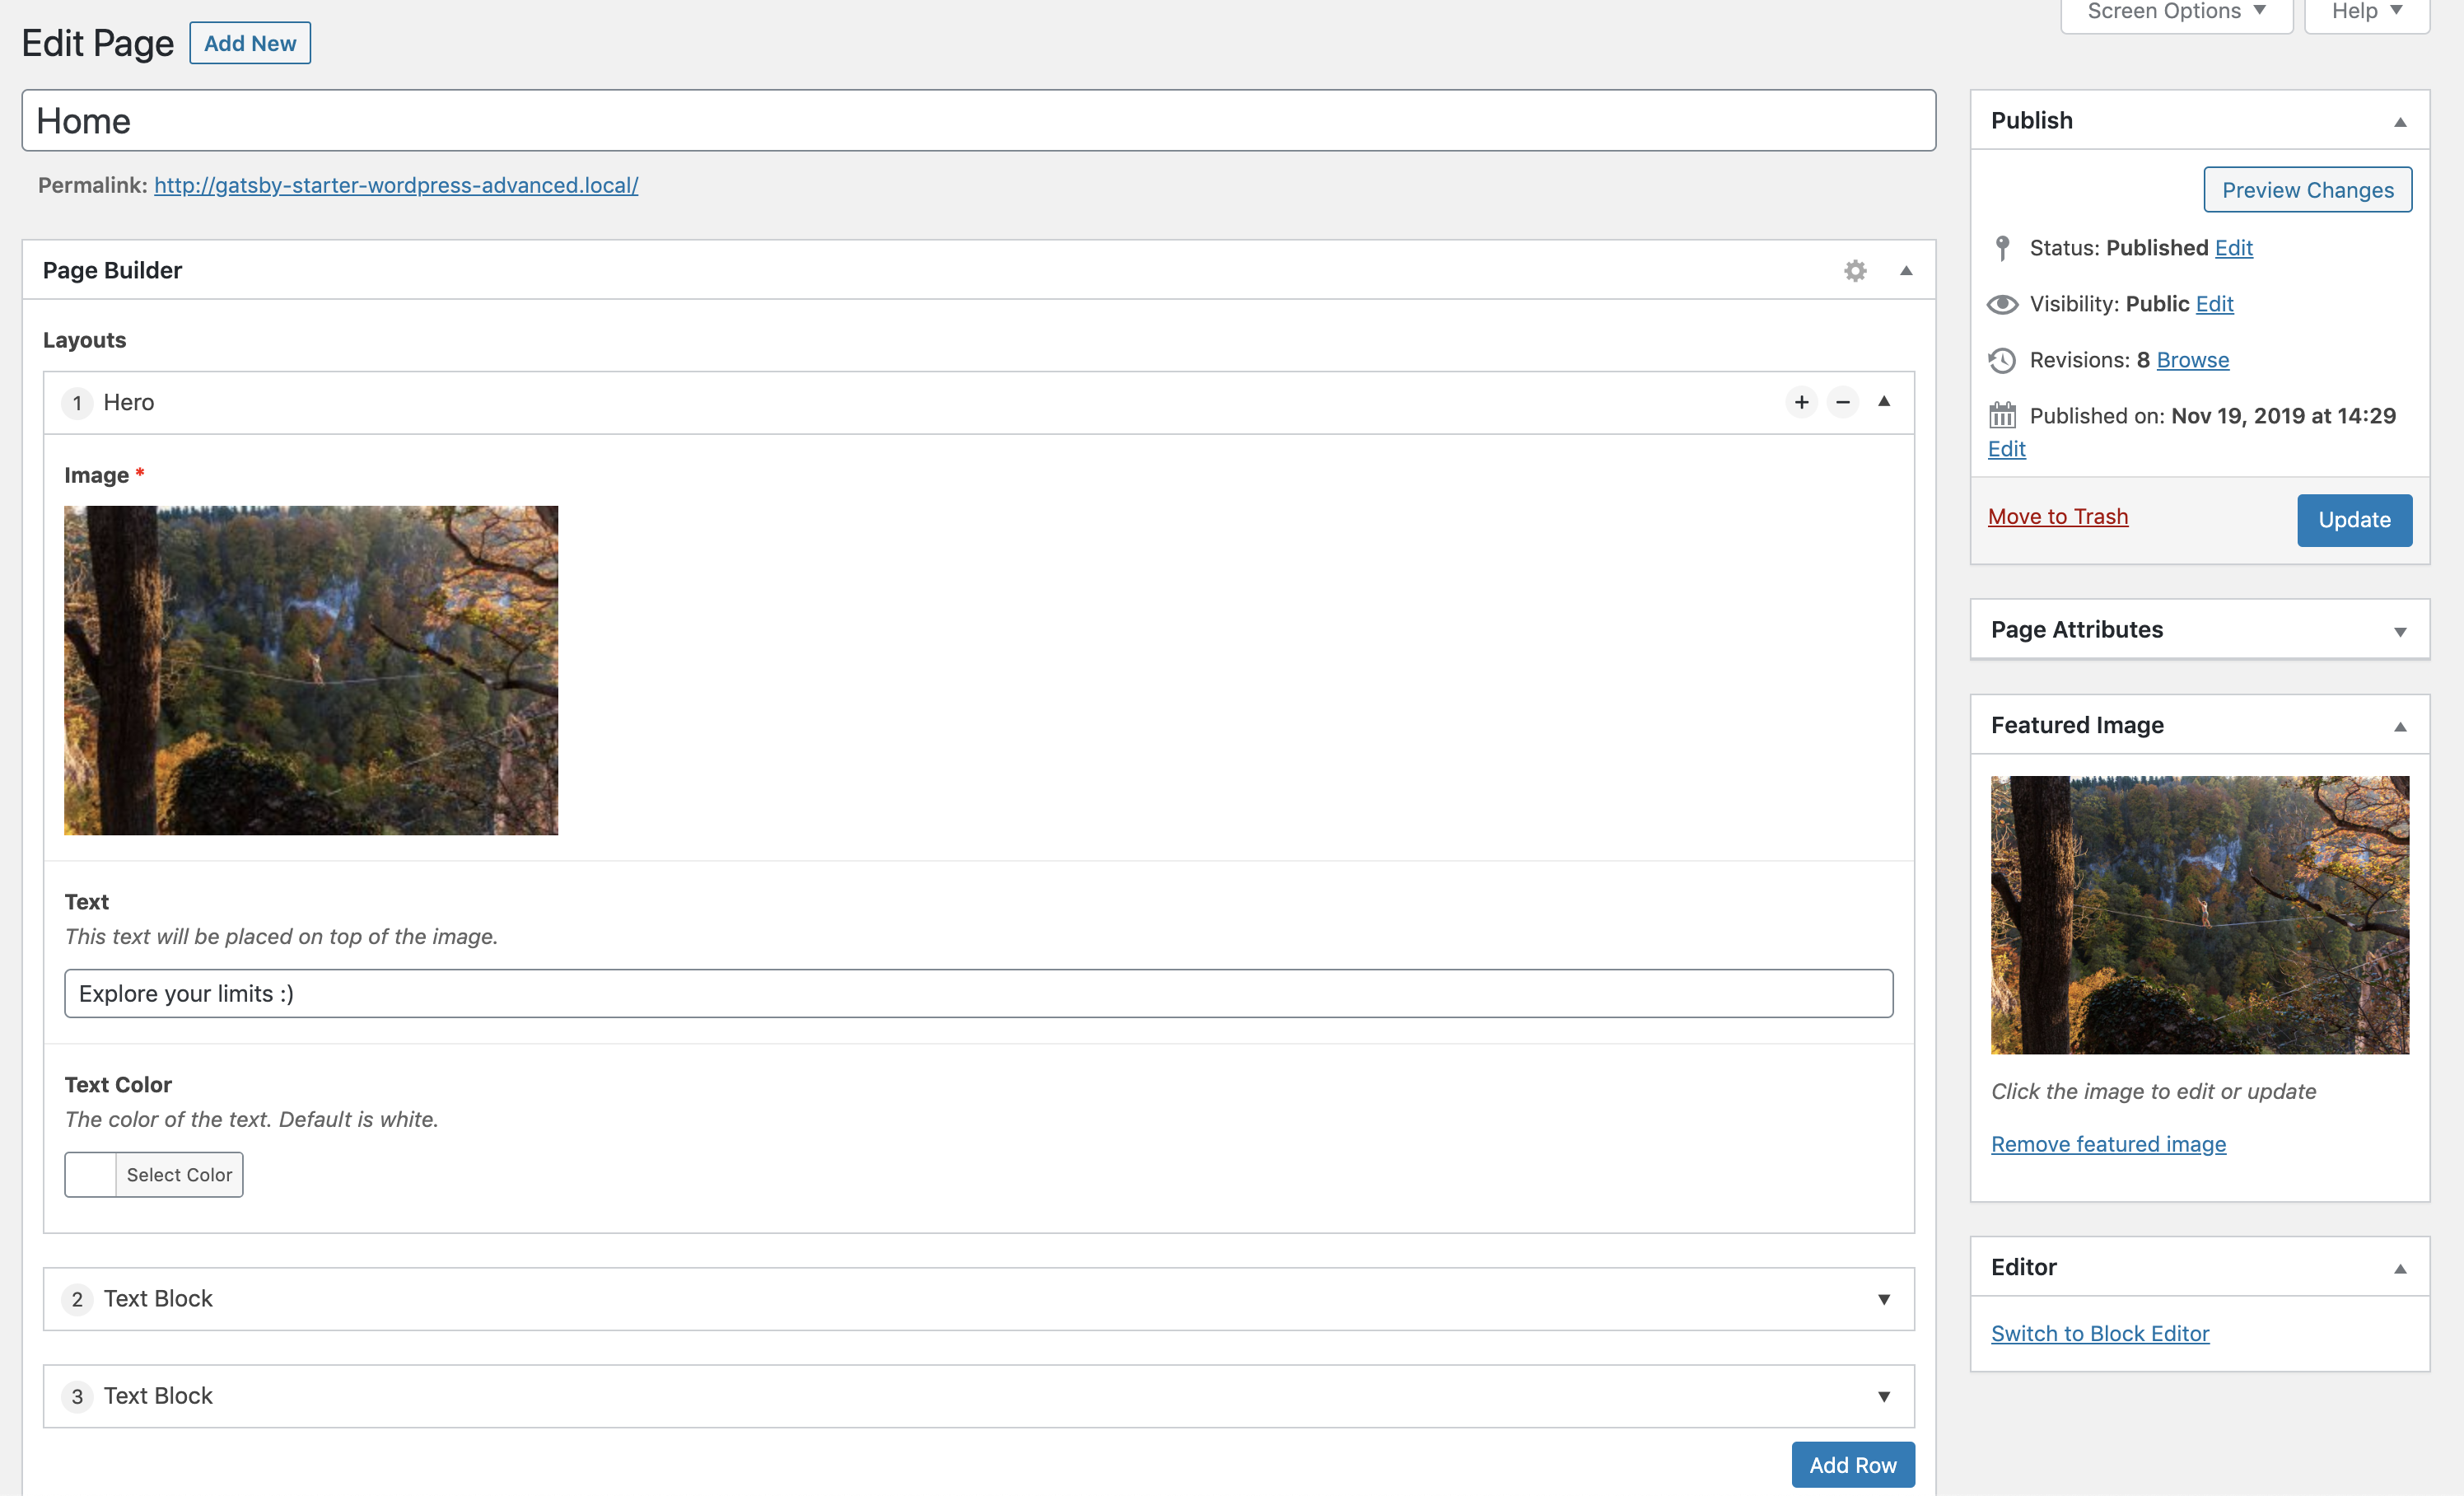 Screen Options
Help
Edit Page
Add New
Home
Permalink: http://gatsby-starter-wordpress-advanced.local/
Page Builder
Layouts
1 Hero
+ −
Image *
Text
This text will be placed on top of the image.
Explore your limits :)
Text Color
The color of the text. Default is white.
Select Color
2 Text Block
3 Text Block
Add Row
Publish
Preview Changes
Status: Published Edit
Visibility: Public Edit
Revisions: 8 Browse
Published on: Nov 19, 2019 at 14:29
Edit
Move to Trash
Update
Page Attributes
Featured Image
Click the image to edit or update
Remove featured image
Editor
Switch to Block Editor